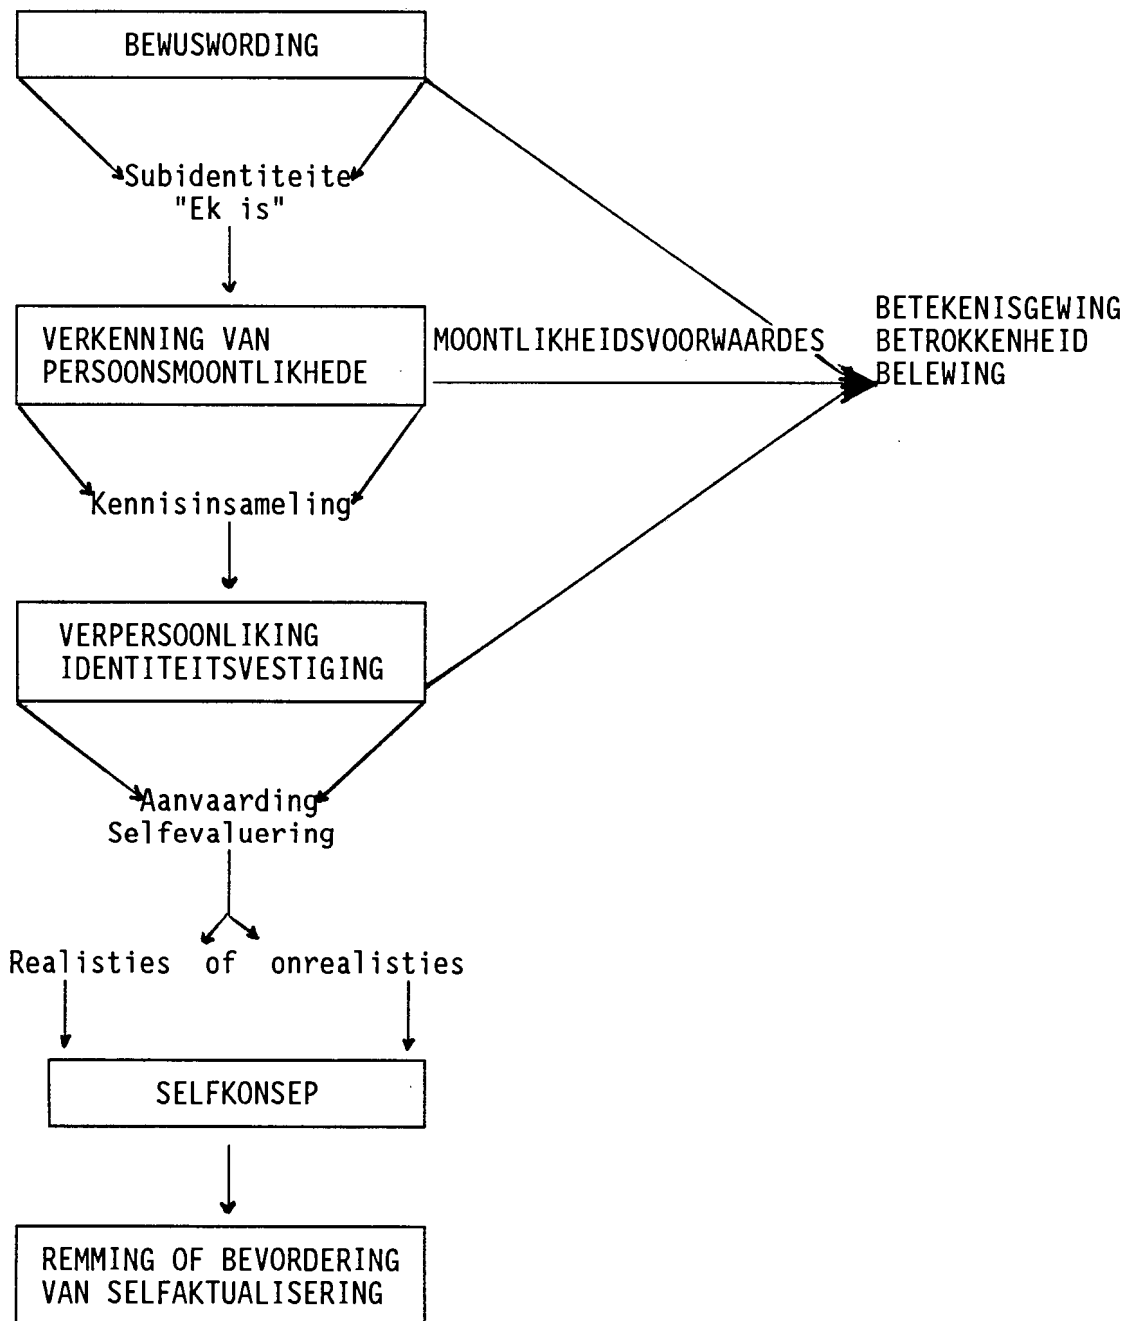 BEWUSWORDING
Subidentiteite
"Ek is"
VERKENNING VAN
PERSOONSMOONTLIKHEDE
MOONTLIKHEIDSVOORWAARDES
BETEKENISGEWING
BETROKKENHEID
BELEWING
Kennisinsameling
VERPERSOONLIKING
IDENTITEITSVESTIGING
Aanvaarding
Selfevaluering
Realisties of onrealisties
SELFKONSEP
REMMING OF BEVORDERING
VAN SELFAKTUALISERING